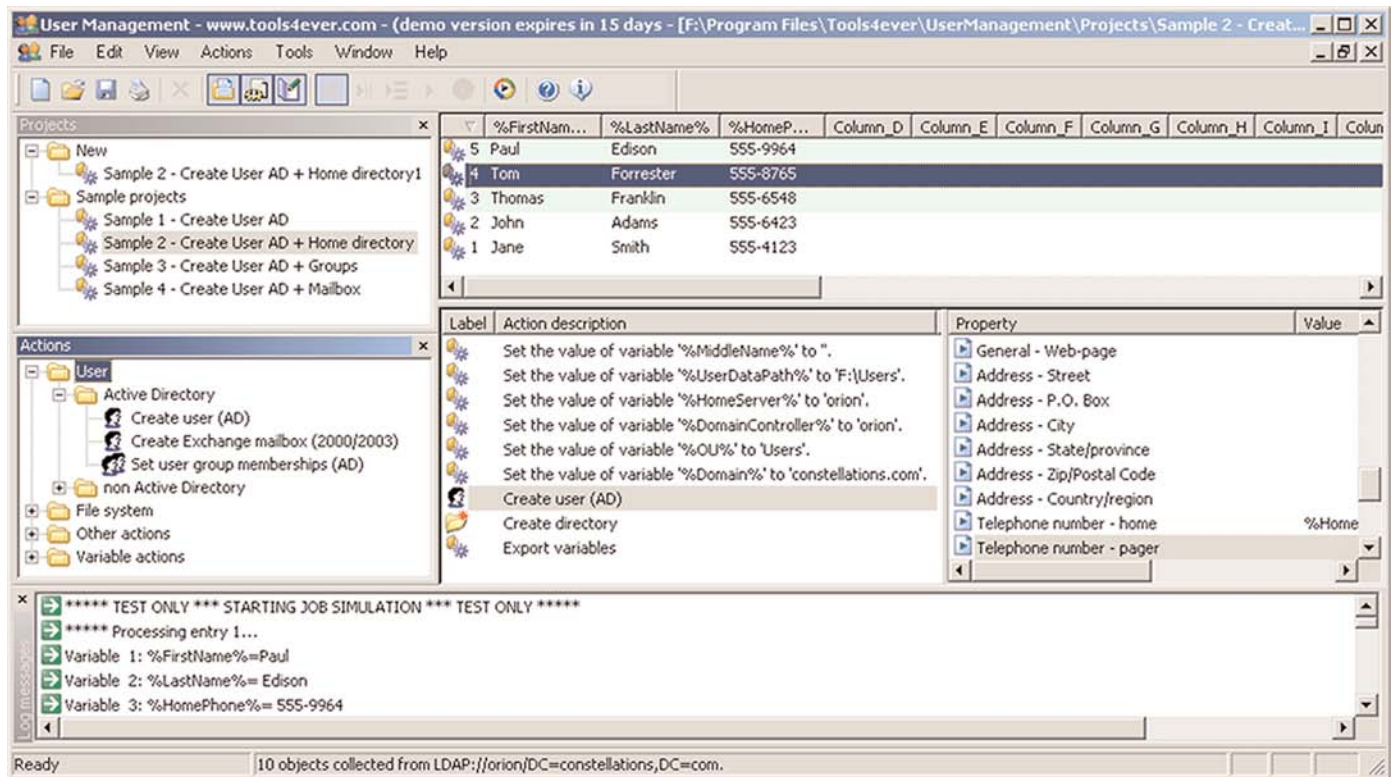 User Management - www.tools4ever.com - (demo version expires in 15 days - [F:\Program Files\Tools4ever\UserManagement\Projects\Sample 2 - Creat...
File Edit View Actions Tools Window Help
Projects
New
Sample 2 - Create User AD + Home directory1
Sample projects
Sample 1 - Create User AD
Sample 2 - Create User AD + Home directory
Sample 3 - Create User AD + Groups
Sample 4 - Create User AD + Mailbox
%FirstNam... %LastName% %HomeP... Column_D Column_E Column_F Column_G Column_H Column_I Colun
5 Paul Edison 555-9964
4 Tom Forrester 555-8765
3 Thomas Franklin 555-6548
2 John Adams 555-6423
1 Jane Smith 555-4123
Actions
User
Active Directory
Create user (AD)
Create Exchange mailbox (2000/2003)
Set user group memberships (AD)
non Active Directory
File system
Other actions
Variable actions
Label Action description
Set the value of variable '%MiddleName%' to ''.
Set the value of variable '%UserDataPath%' to 'F:\Users'.
Set the value of variable '%HomeServer%' to 'orion'.
Set the value of variable '%DomainController%' to 'orion'.
Set the value of variable '%OU%' to 'Users'.
Set the value of variable '%Domain%' to 'constellations.com'.
Create user (AD)
Create directory
Export variables
Property Value
General - Web-page
Address - Street
Address - P.O. Box
Address - City
Address - State/province
Address - Zip/Postal Code
Address - Country/region
Telephone number - home %Home
Telephone number - pager
Log messages
***** TEST ONLY *** STARTING JOB SIMULATION *** TEST ONLY *****
***** Processing entry 1...
Variable 1: %FirstName%=Paul
Variable 2: %LastName%= Edison
Variable 3: %HomePhone%= 555-9964
Ready 10 objects collected from LDAP://orion/DC=constellations,DC=com.